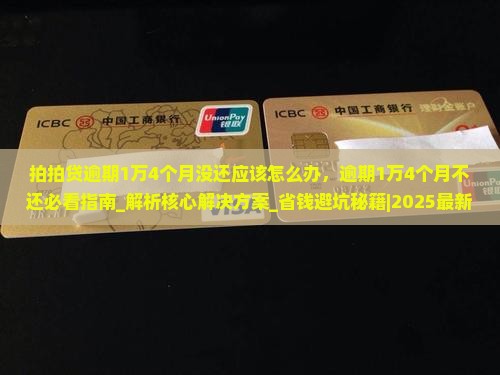 ICBC 中国工商银行
UnionPay
银联
ICBC 中国工商银行 理财金账户
UnionPay
银联
拍拍贷逾期1万4个月没还应该怎么办，逾期1万4个月不
还必看指南_解析核心解决方案_省钱避坑秘籍|2025最新
VISA